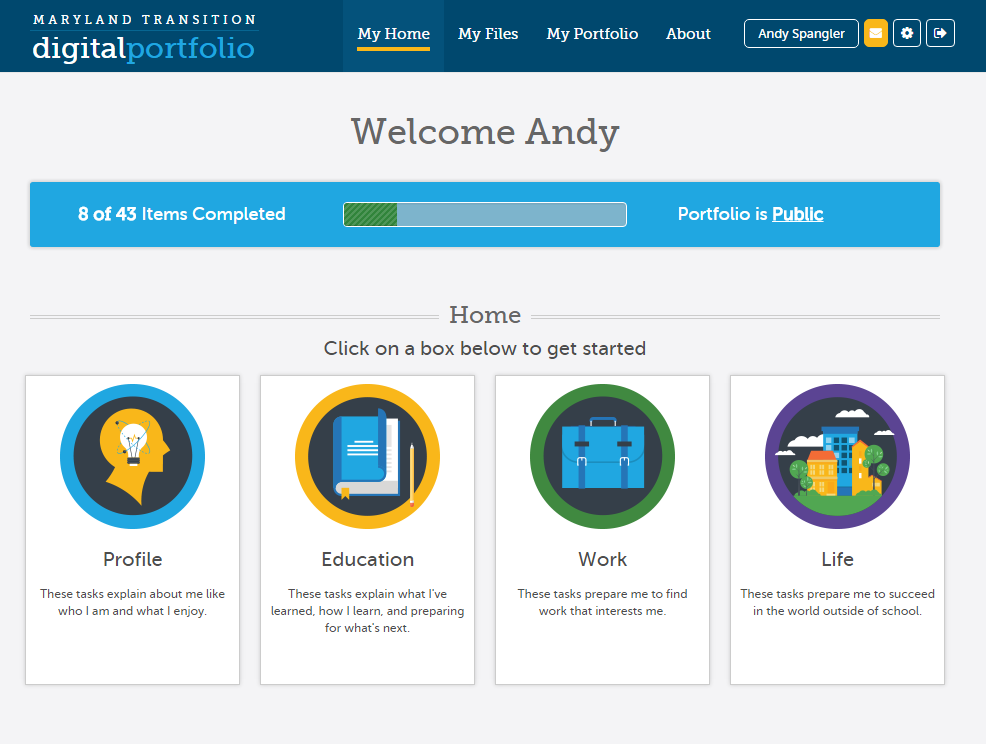 MARYLAND TRANSITION
digitalportfolio
My Home
My Files
My Portfolio
About
Andy Spangler
Welcome Andy
8 of 43 Items Completed
Portfolio is Public
Home
Click on a box below to get started
Profile
These tasks explain about me like
who I am and what I enjoy.
Education
These tasks explain what I've
learned, how I learn, and preparing
for what's next.
Work
These tasks prepare me to find
work that interests me.
Life
These tasks prepare me to succeed
in the world outside of school.